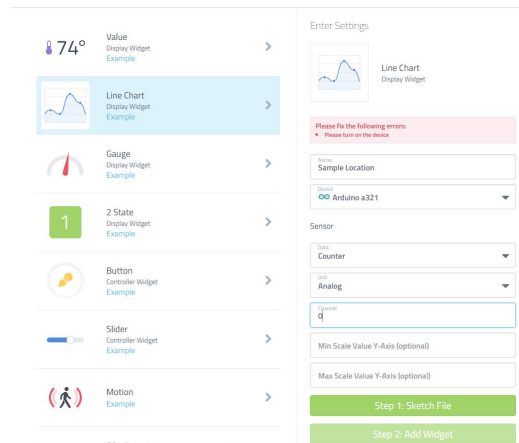 74°
Value
Display Widget
Example
Line Chart
Display Widget
Example
Gauge
Display Widget
Example
1
2 State
Display Widget
Example
Button
Controller Widget
Example
Slider
Controller Widget
Example
Motion
Example
Enter Settings
Line Chart
Display Widget
Please fix the following errors:
Please turn on the device
Name
Sample Location
Device
Arduino a321
Sensor
Data
Counter
Unit
Analog
Channel
0
Min Scale Value Y-Axis (optional)
Max Scale Value Y-Axis (optional)
Step 1: Sketch File
Step 2: Add Widget